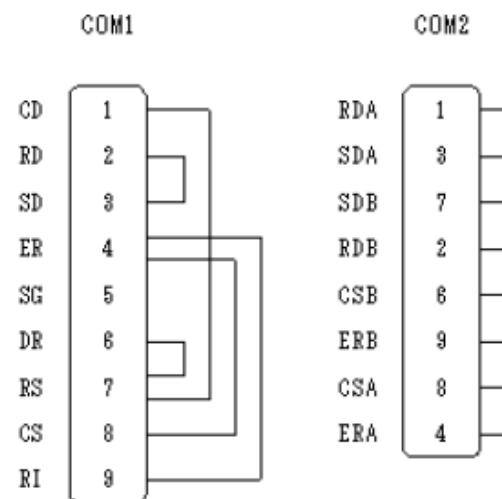 COM1 COM2
CD 1 RDA 1
RD 2 SDA 3
SD 3 SDB 7
ER 4 RDB 2
SG 5 CSB 6
DR 6 ERB 9
RS 7 CSA 8
CS 8 ERA 4
RI 9